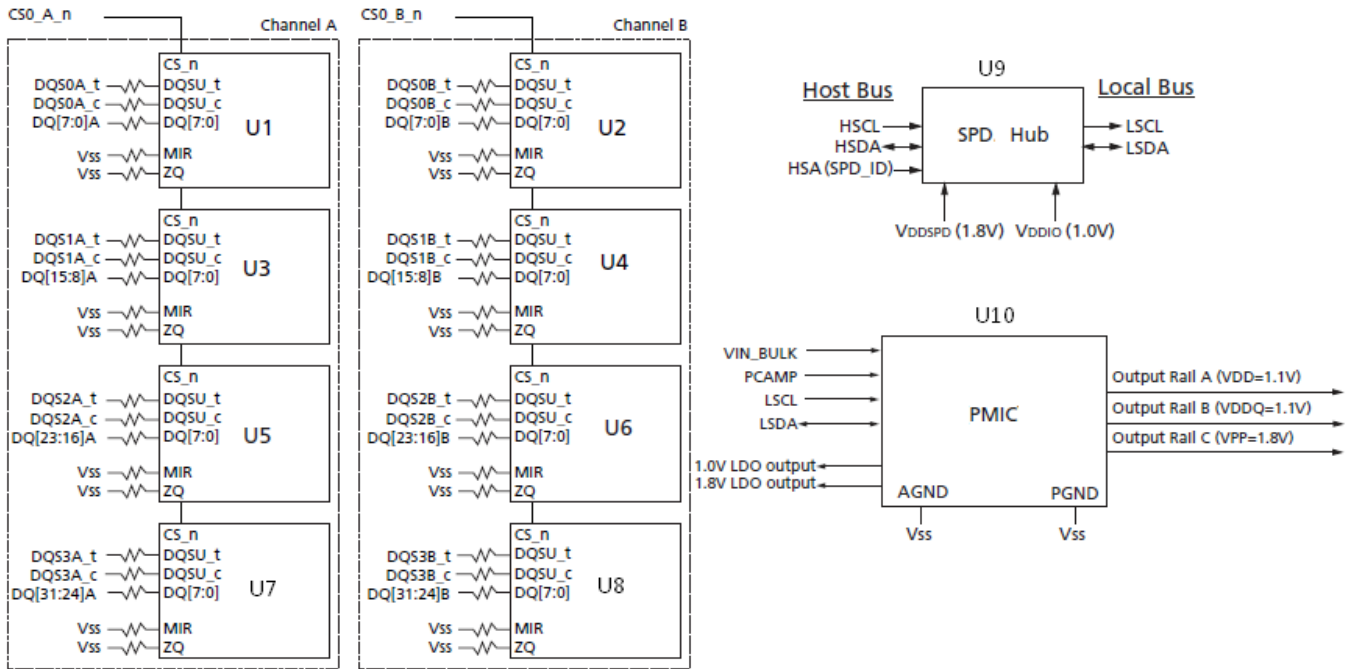 CS0_A_n
Channel A
CS_n
DQS0A_t DQSU_t
DQS0A_c DQSU_c
DQ[7:0]A DQ[7:0]
U1
Vss MIR
Vss ZQ
CS_n
DQS1A_t DQSU_t
DQS1A_c DQSU_c
DQ[15:8]A DQ[7:0]
U3
Vss MIR
Vss ZQ
CS_n
DQS2A_t DQSU_t
DQS2A_c DQSU_c
DQ[23:16]A DQ[7:0]
U5
Vss MIR
Vss ZQ
CS_n
DQS3A_t DQSU_t
DQS3A_c DQSU_c
DQ[31:24]A DQ[7:0]
U7
Vss MIR
Vss ZQ
CS0_B_n
Channel B
CS_n
DQS0B_t DQSU_t
DQS0B_c DQSU_c
DQ[7:0]B DQ[7:0]
U2
Vss MIR
Vss ZQ
CS_n
DQS1B_t DQSU_t
DQS1B_c DQSU_c
DQ[15:8]B DQ[7:0]
U4
Vss MIR
Vss ZQ
CS_n
DQS2B_t DQSU_t
DQS2B_c DQSU_c
DQ[23:16]B DQ[7:0]
U6
Vss MIR
Vss ZQ
CS_n
DQS3B_t DQSU_t
DQS3B_c DQSU_c
DQ[31:24]B DQ[7:0]
U8
Vss MIR
Vss ZQ
U9
Host Bus
Local Bus
HSCL
HSDA
HSA (SPD_ID)
SPD Hub
LSCL
LSDA
VDDSPD (1.8V) VDDIO (1.0V)
U10
VIN_BULK
PCAMP
LSCL
LSDA
1.0V LDO output
1.8V LDO output
PMIC
AGND PGND
Vss Vss
Output Rail A (VDD=1.1V)
Output Rail B (VDDQ=1.1V)
Output Rail C (VPP=1.8V)